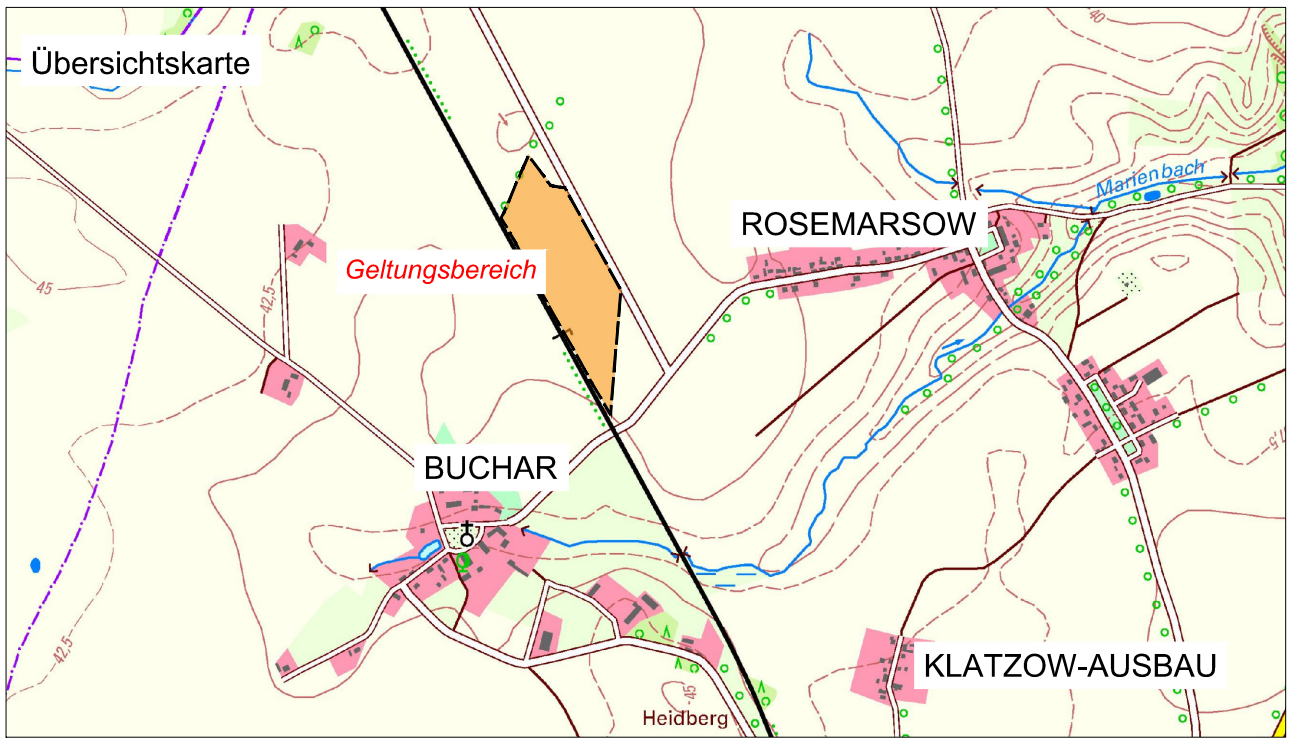 40
Übersichtskarte
Marienbach
ROSEMARSOW
Geltungsbereich
45
42,5
BUCHAR
42,5
KLATZOW-AUSBAU
45
Heidberg